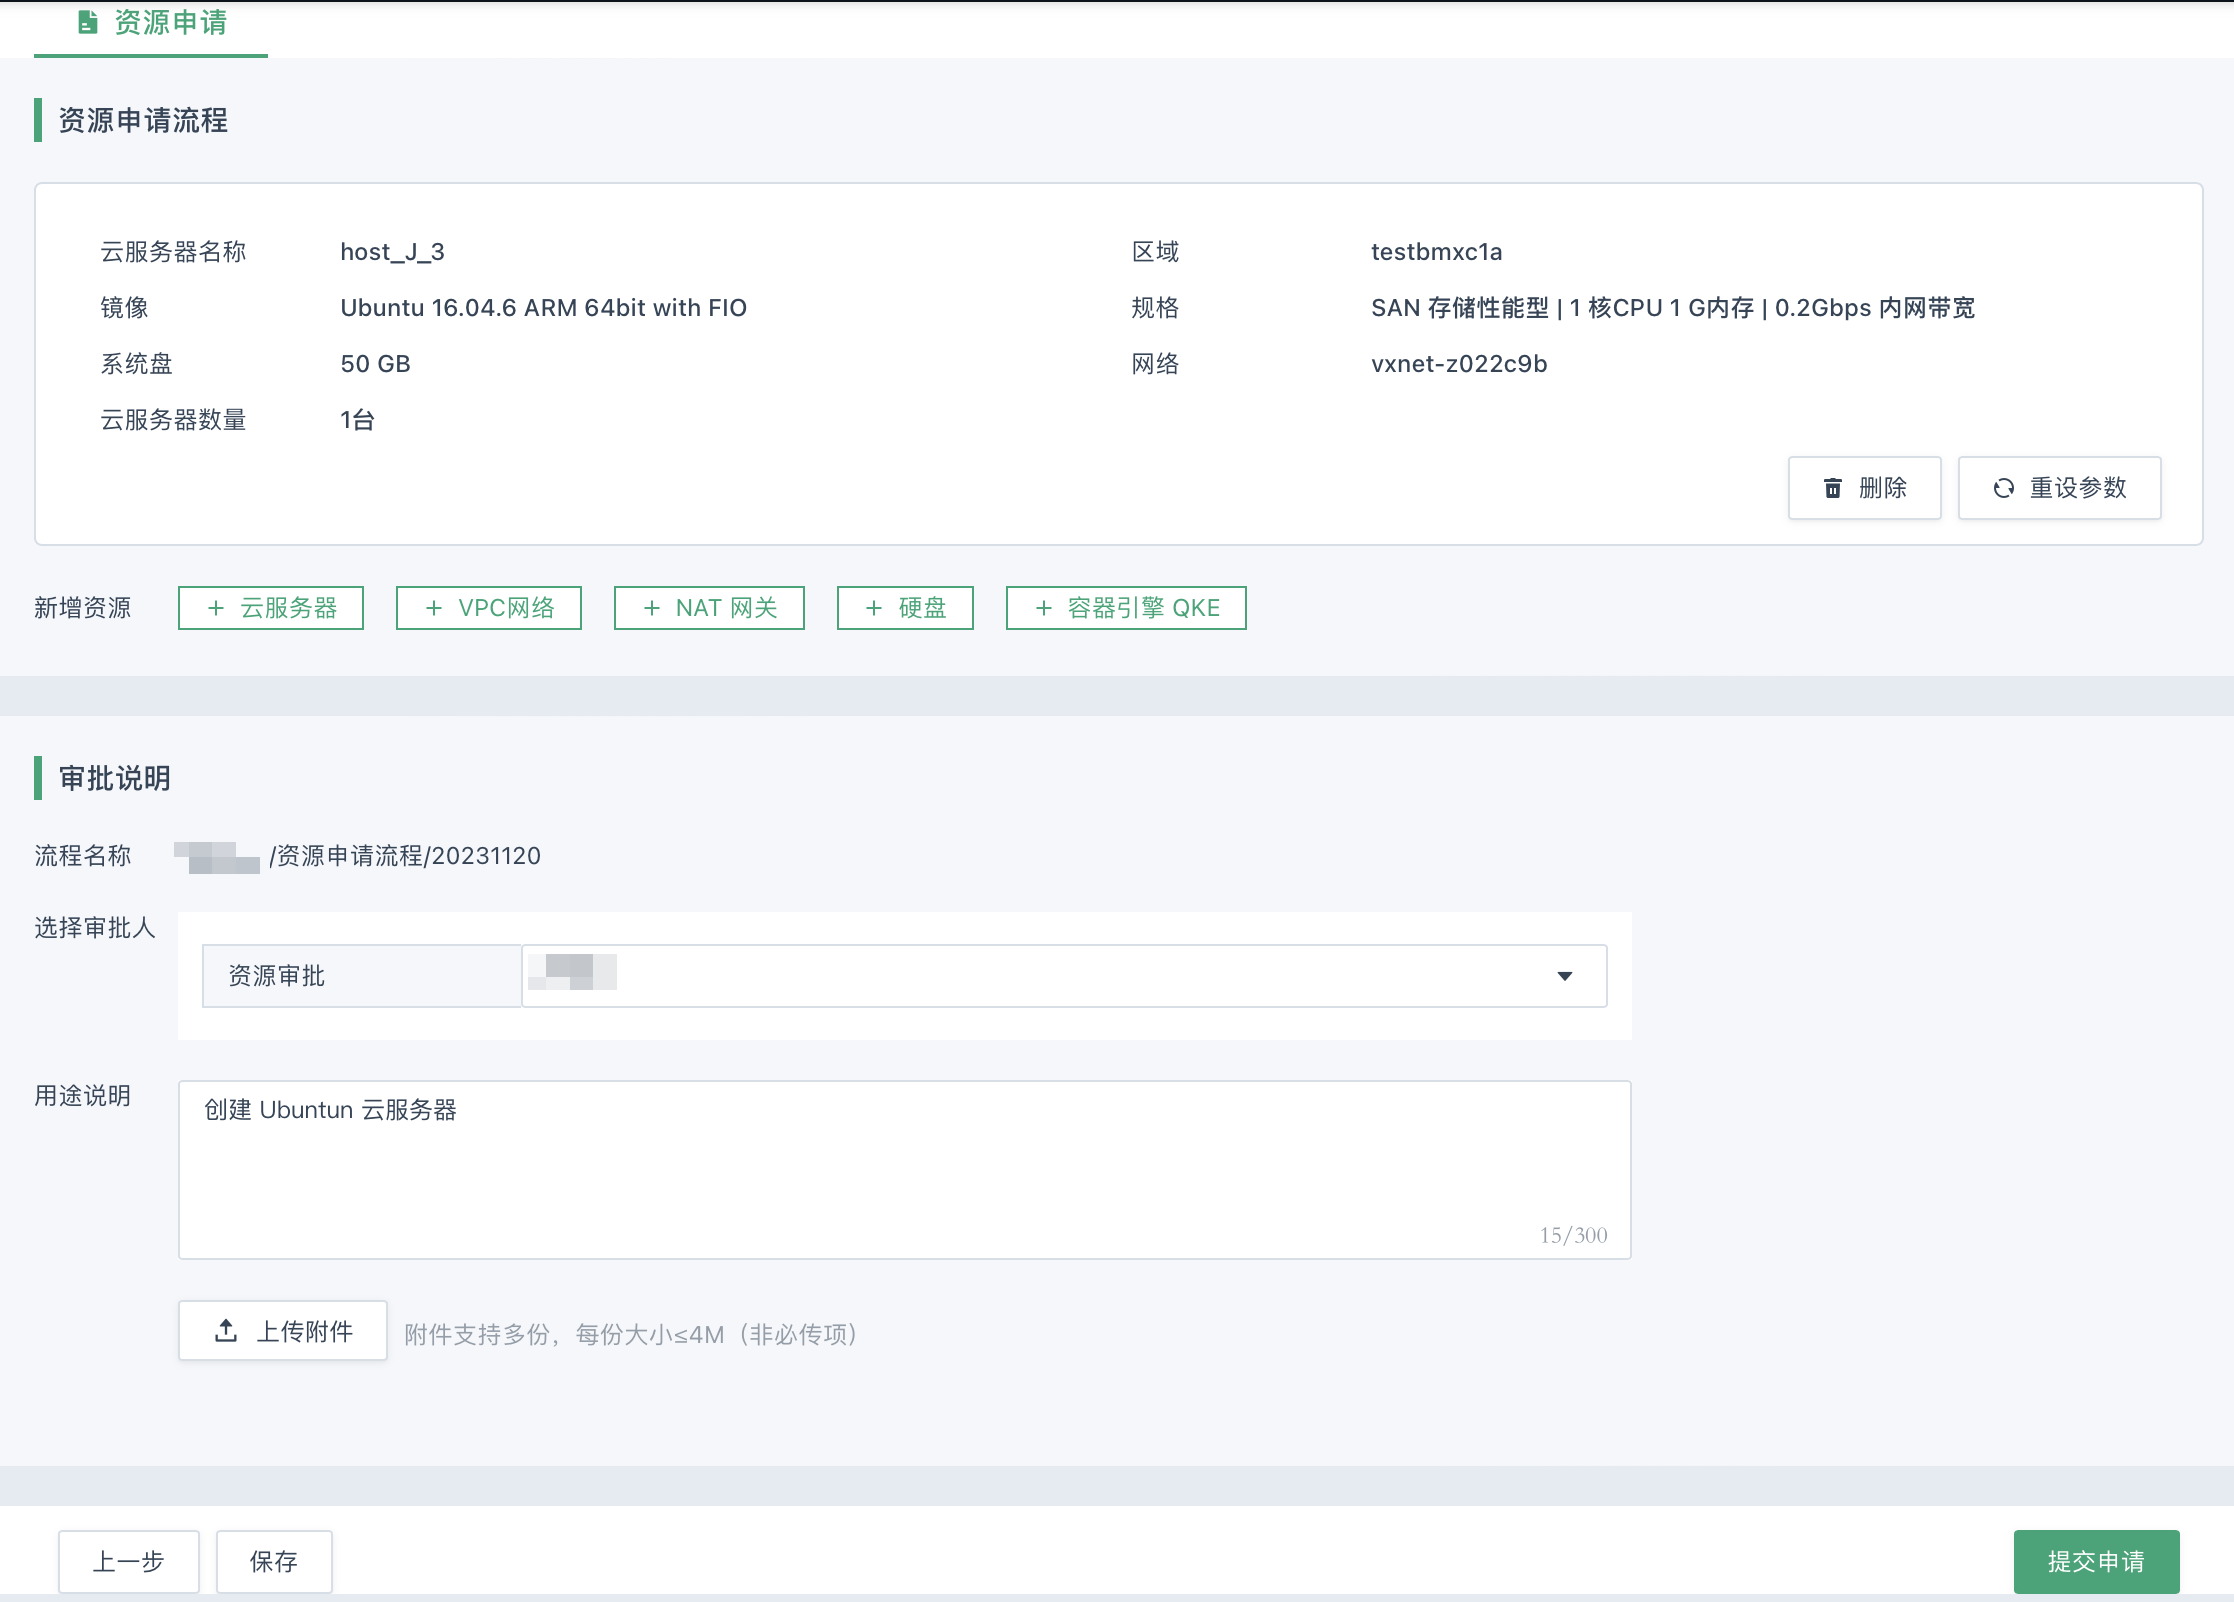 资源申请
资源申请流程
云服务器名称 host_J_3 区域 testbmxc1a
镜像 Ubuntu 16.04.6 ARM 64bit with FIO 规格 SAN 存储性能型 | 1 核CPU 1 G内存 | 0.2Gbps 内网带宽
系统盘 50 GB 网络 vxnet-z022c9b
云服务器数量 1台
删除 重设参数
新增资源 + 云服务器 + VPC网络 + NAT 网关 + 硬盘 + 容器引擎 QKE
审批说明
流程名称 /资源申请流程/20231120
选择审批人
资源审批
用途说明 创建 Ubuntun 云服务器
15/300
上传附件 附件支持多份，每份大小≤4M（非必传项）
上一步 保存 提交申请